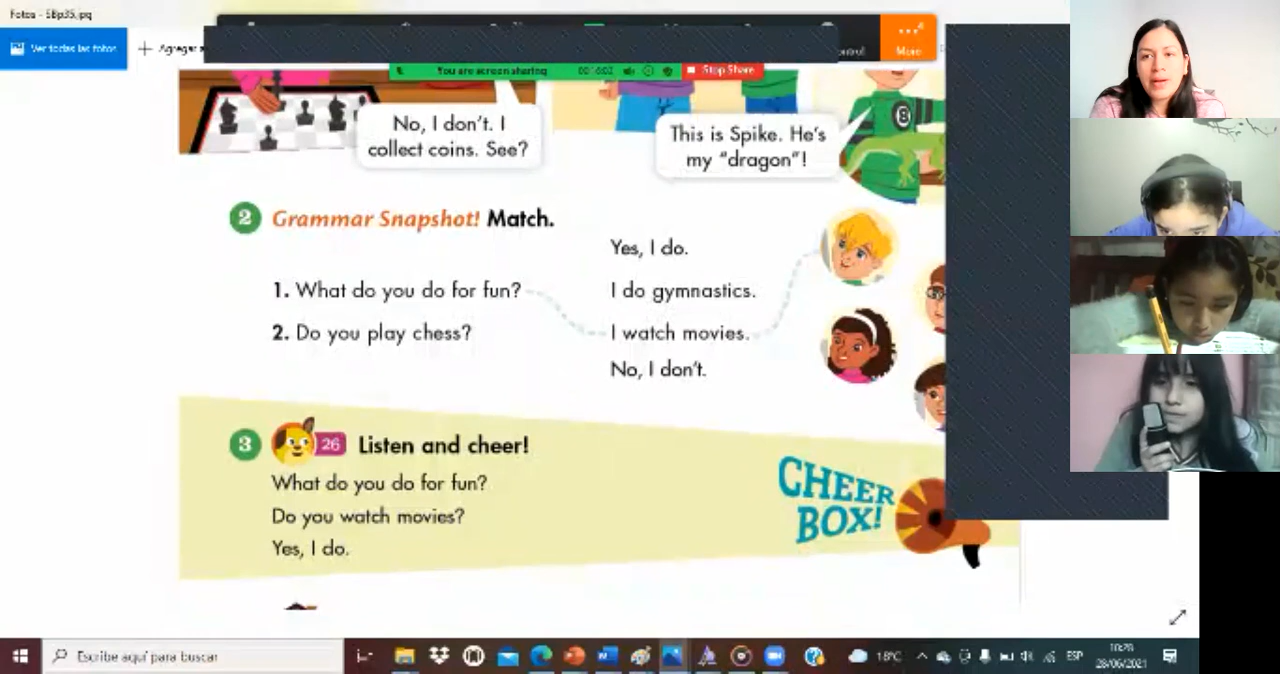 Fotos - SBp35.jpg
Ver todas las fotos
Agregar a
More
You are screen sharing
Stop Share
No, I don't. I
collect coins. See?
This is Spike. He's
my "dragon"!
8
2 Grammar Snapshot! Match.
Yes, I do.
1. What do you do for fun?
I do gymnastics.
2. Do you play chess?
I watch movies.
No, I don't.
3 26 Listen and cheer!
What do you do for fun?
Do you watch movies?
Yes, I do.
CHEER
BOX!
Escribe aquí para buscar
18°C
ESP
28/06/2021